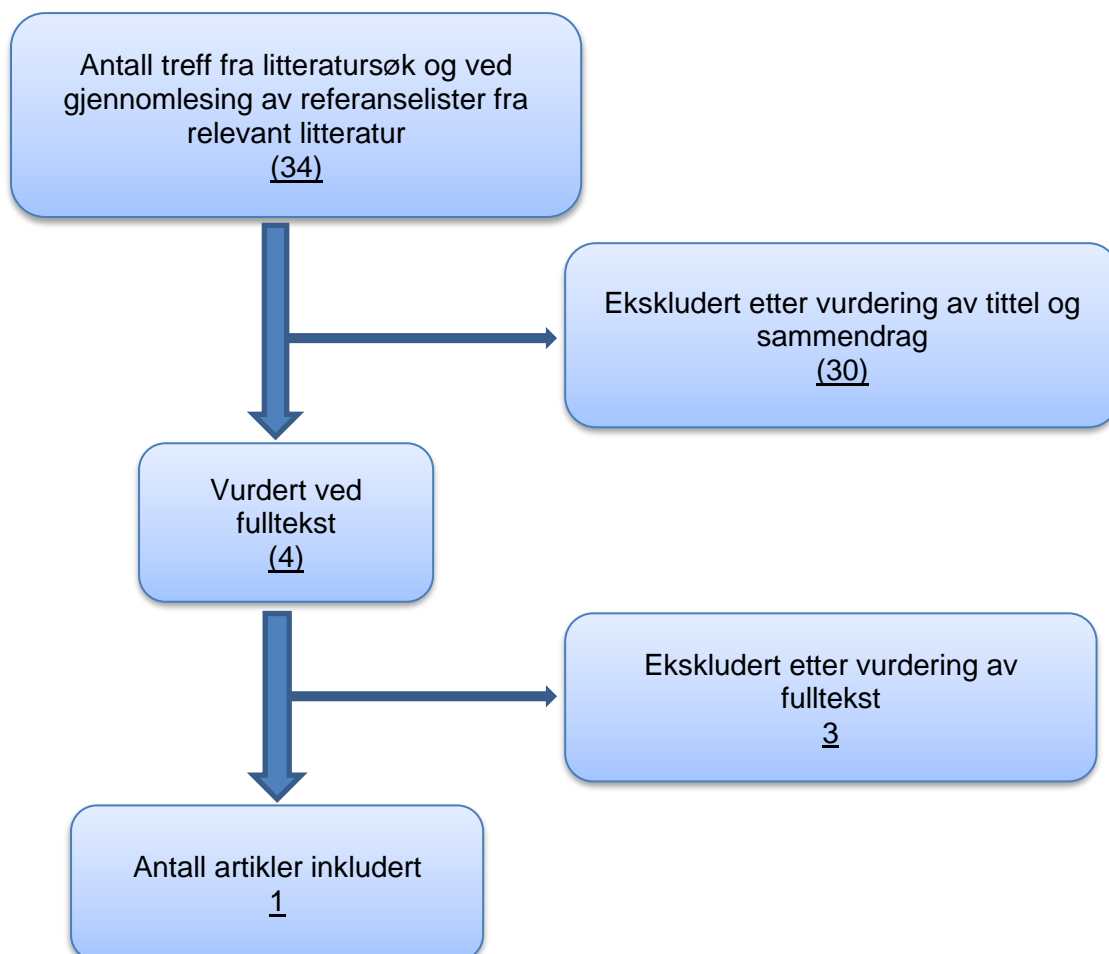 Antall treff fra litteratursøk og ved
gjennomlesing av referanselister fra
relevant litteratur
(34)
Ekskludert etter vurdering av tittel og
sammendrag
(30)
Vurdert ved
fulltekst
(4)
Ekskludert etter vurdering av
fulltekst
3
Antall artikler inkludert
1